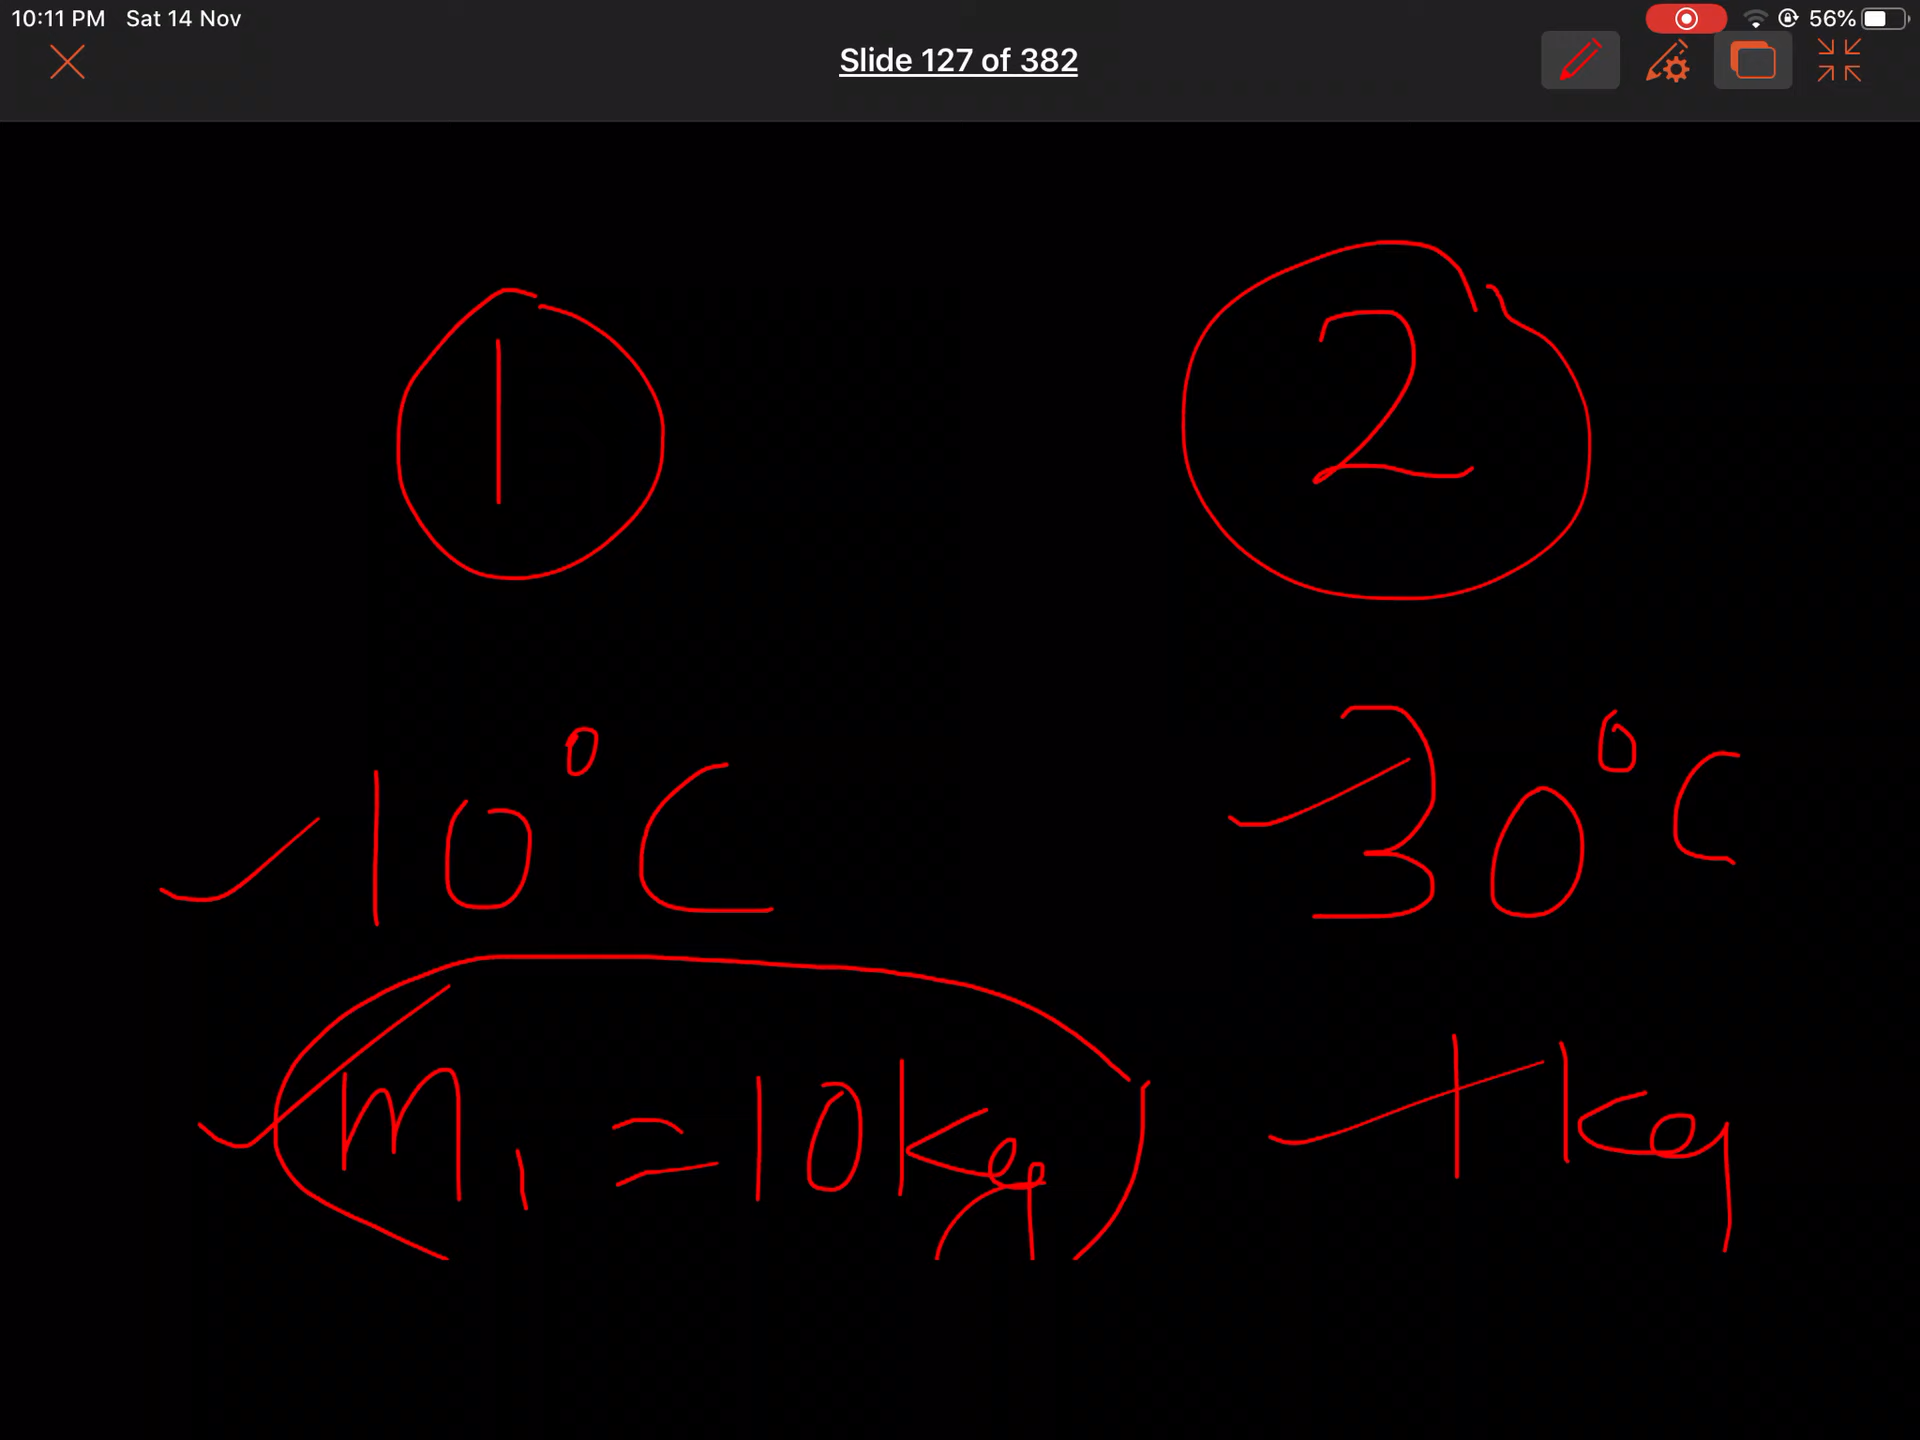 10:11 PM Sat 14 Nov 56%
Slide 127 of 382
1 2
10°C 30°C
m₁ = 10kg 1kg